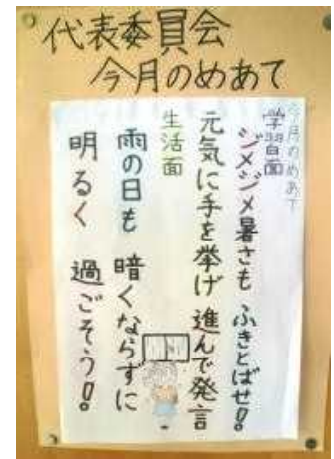 代表委員会
今月のめあて
今月のめあて
学習面
ジメジメ暑さも ふきとばせ!!
元気に手を挙げ 進んで発言
生活面
雨の日も 暗くならずに
明るく 過ごそう!!